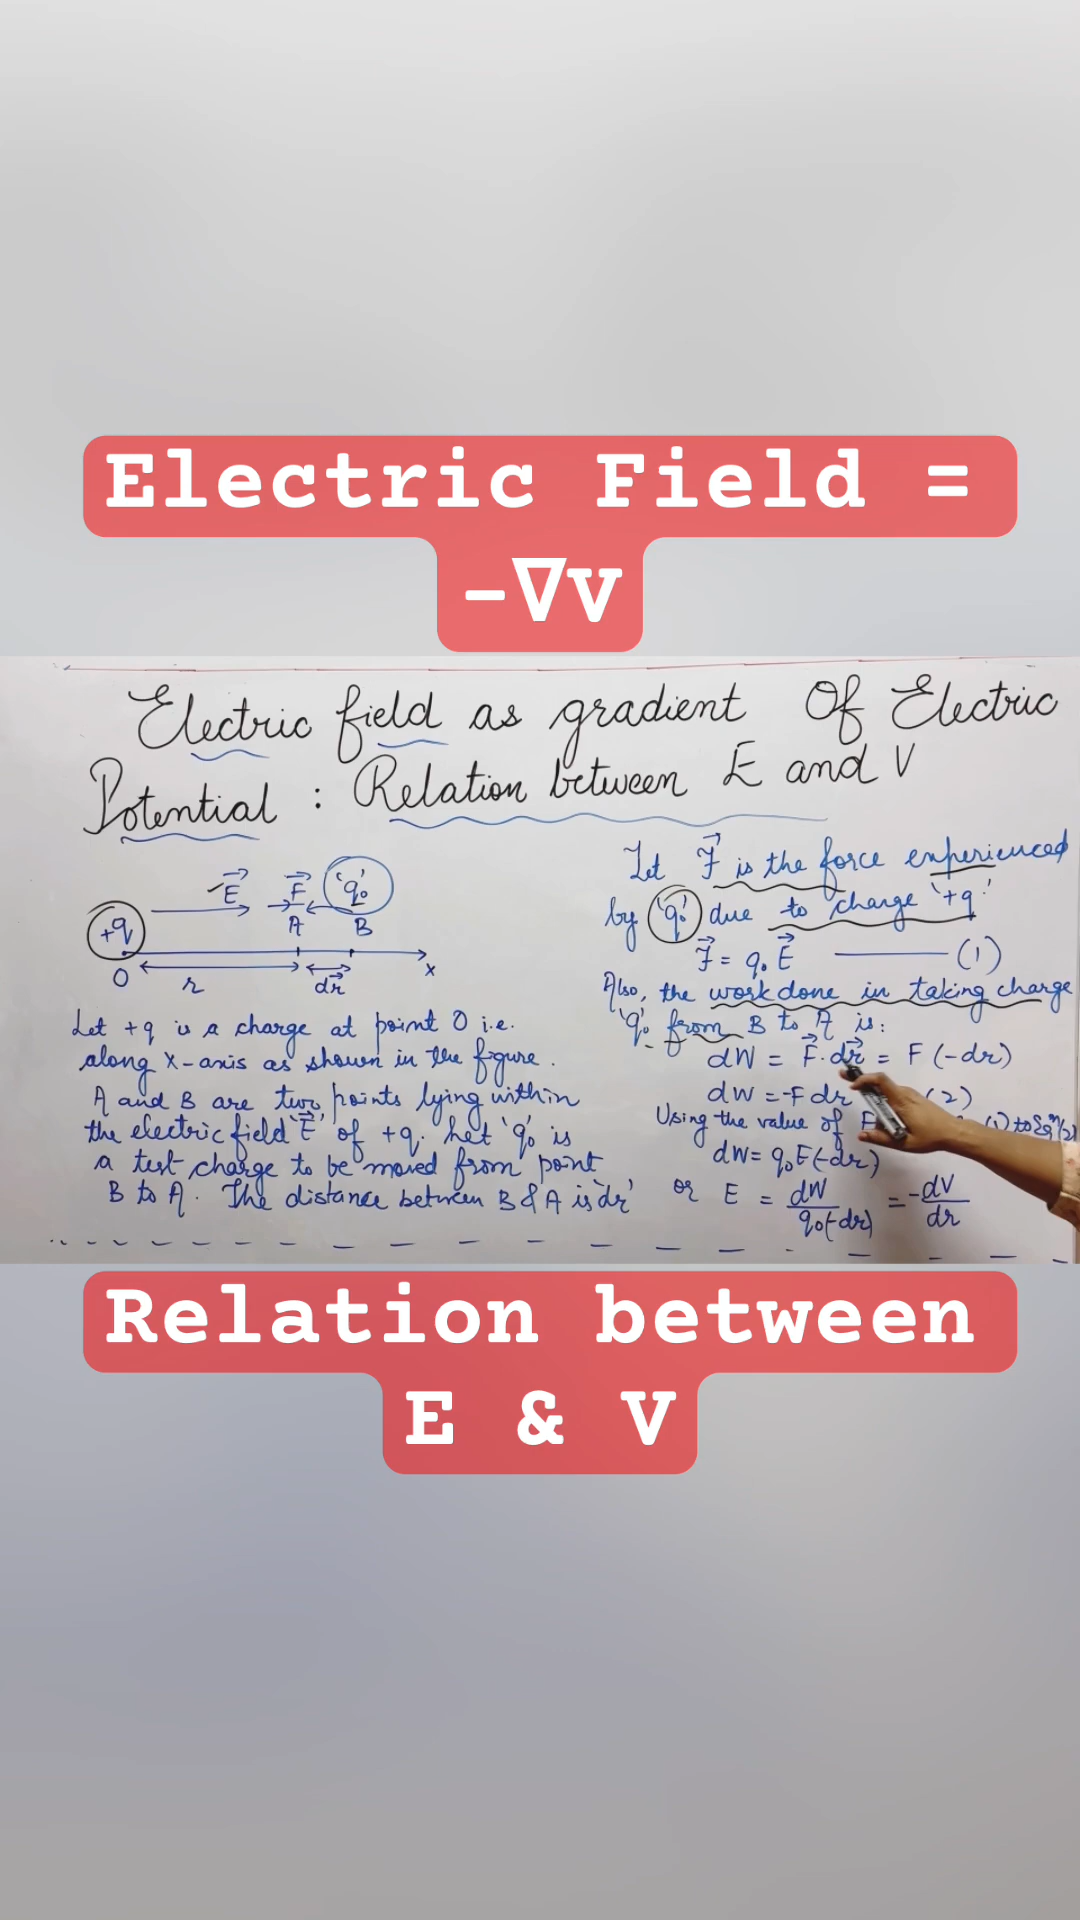 Electric Field =
-∇V
Electric field as gradient Of Electric
Potential : Relation between E and V
E F 'q₀'
+q A B
O r dr x
Let +q is a charge at point O i.e.
along X-axis as shown in the figure.
A and B are two points lying within
the electric field 'E' of +q. Let 'q₀' is
a test charge to be moved from point
B to A. The distance between B & A is 'dr'
Let F is the force experienced
by 'q₀' due to charge '+q'
F = q₀ E (1)
Also, the work done in taking charge
'q₀' from B to A is:
dW = F . dr = F (-dr)
dW = -F dr (2)
Using the value of F (1) to Eqⁿ(2)
dW = q₀E(-dr)
or E = dW/q₀(-dr) = -dV/dr
Relation between
E & V